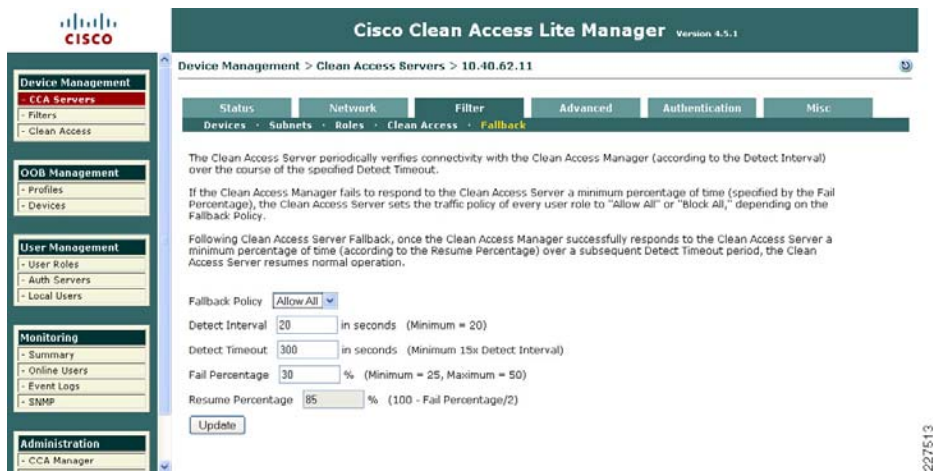 CISCO
Cisco Clean Access Lite Manager Version 4.5.1
Device Management > Clean Access Servers > 10.40.62.11
Device Management
- CCA Servers
- Filters
- Clean Access
OOB Management
- Profiles
- Devices
User Management
- User Roles
- Auth Servers
- Local Users
Monitoring
- Summary
- Online Users
- Event Logs
- SNMP
Administration
- CCA Manager
Status Network Filter Advanced Authentication Misc
Devices · Subnets · Roles · Clean Access · Fallback
The Clean Access Server periodically verifies connectivity with the Clean Access Manager (according to the Detect Interval)
over the course of the specified Detect Timeout.
If the Clean Access Manager fails to respond to the Clean Access Server a minimum percentage of time (specified by the Fail
Percentage), the Clean Access Server sets the traffic policy of every user role to "Allow All" or "Block All," depending on the
Fallback Policy.
Following Clean Access Server Fallback, once the Clean Access Manager successfully responds to the Clean Access Server a
minimum percentage of time (according to the Resume Percentage) over a subsequent Detect Timeout period, the Clean
Access Server resumes normal operation.
Fallback Policy Allow All
Detect Interval 20 in seconds (Minimum = 20)
Detect Timeout 300 in seconds (Minimum 15x Detect Interval)
Fail Percentage 30 % (Minimum = 25, Maximum = 50)
Resume Percentage 85 % (100 - Fail Percentage/2)
Update
227513